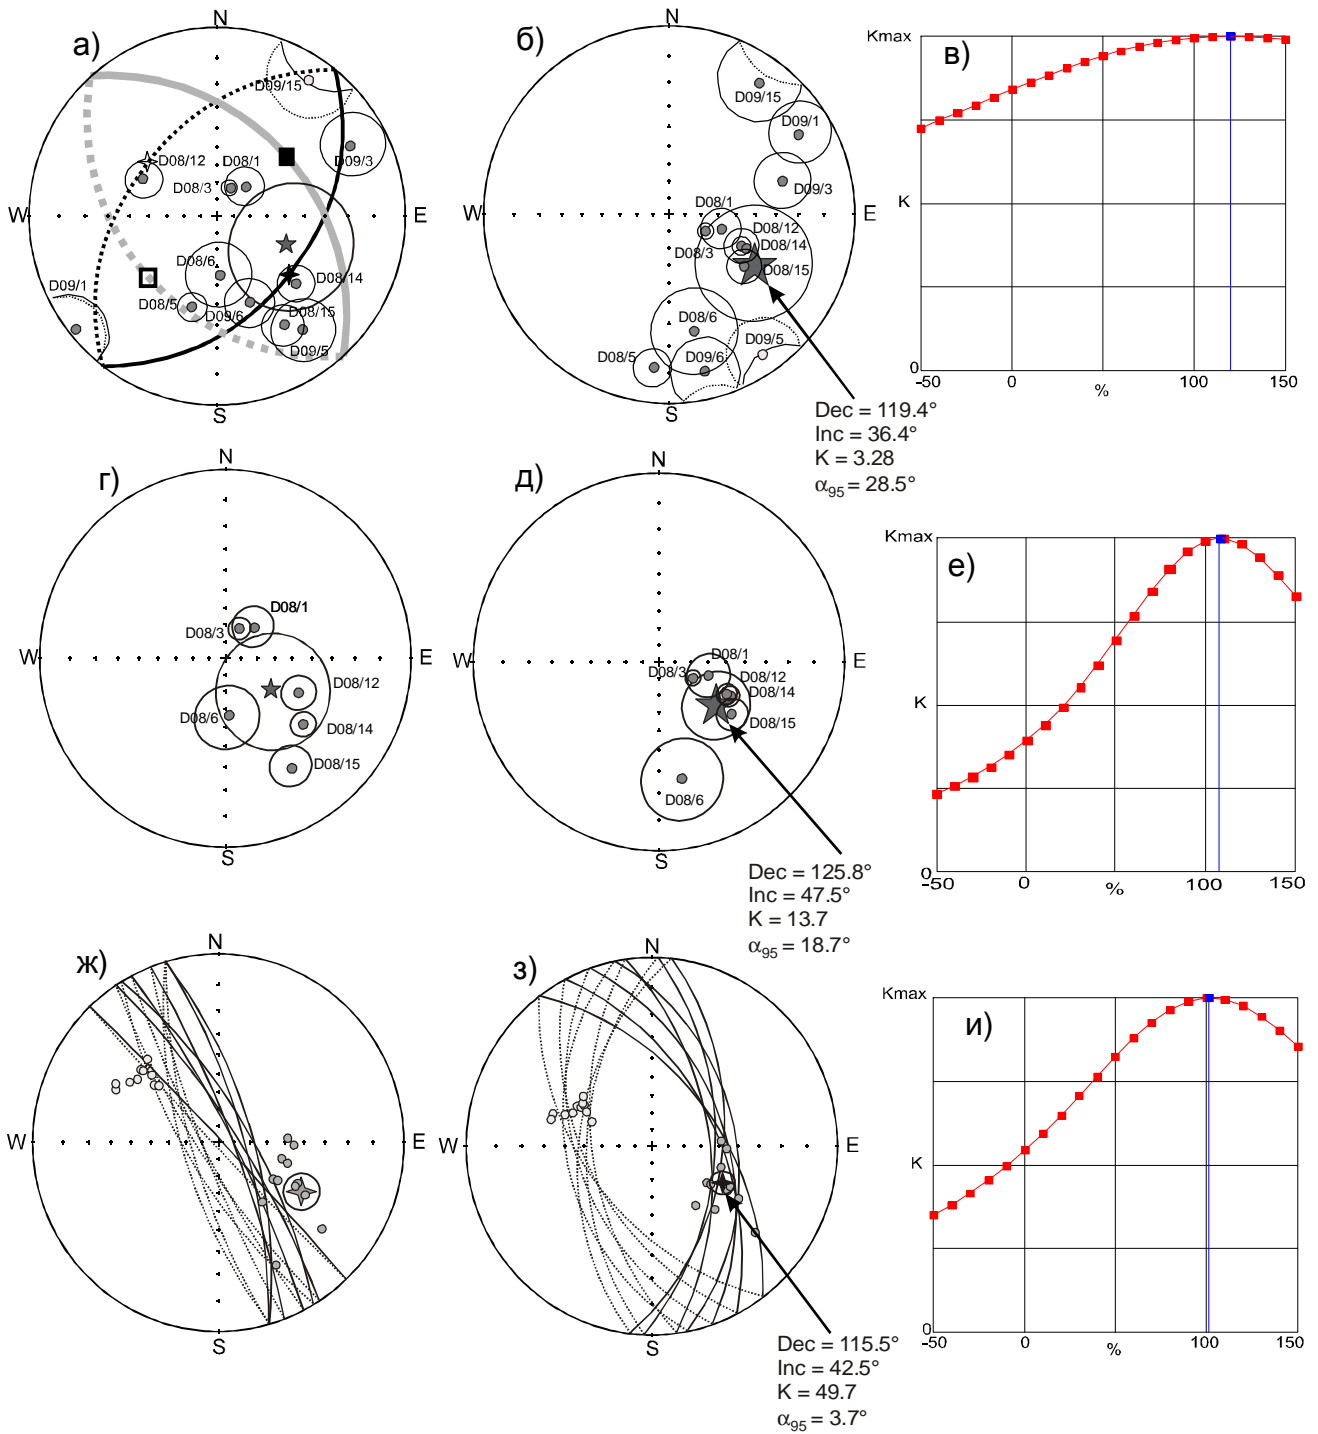 а)
N
D09/15
D09/3
D08/12
D08/1
D08/3
W
E
D08/6
D08/14
D09/1
D08/5
D09/6
D08/15
D09/5
S
б)
N
D09/15
D09/1
D09/3
D08/1
W
E
D08/12
D08/3
D08/14
D08/15
D08/6
D09/5
D08/5
D09/6
S
Dec = 119.4°
Inc = 36.4°
K = 3.28
α95 = 28.5°
в)
Kmax
K
0
-50
0
100
150
%
г)
N
D08/1
D08/3
W
E
D08/12
D08/6
D08/14
D08/15
S
д)
N
D08/1
W
E
D08/3
D08/12
D08/14
D08/15
D08/6
S
Dec = 125.8°
Inc = 47.5°
K = 13.7
α95 = 18.7°
е)
Kmax
K
0
-50
0
%
100
150
ж)
N
W
E
S
з)
N
W
E
S
Dec = 115.5°
Inc = 42.5°
K = 49.7
α95 = 3.7°
и)
Kmax
K
0
-50
0
%
100
150